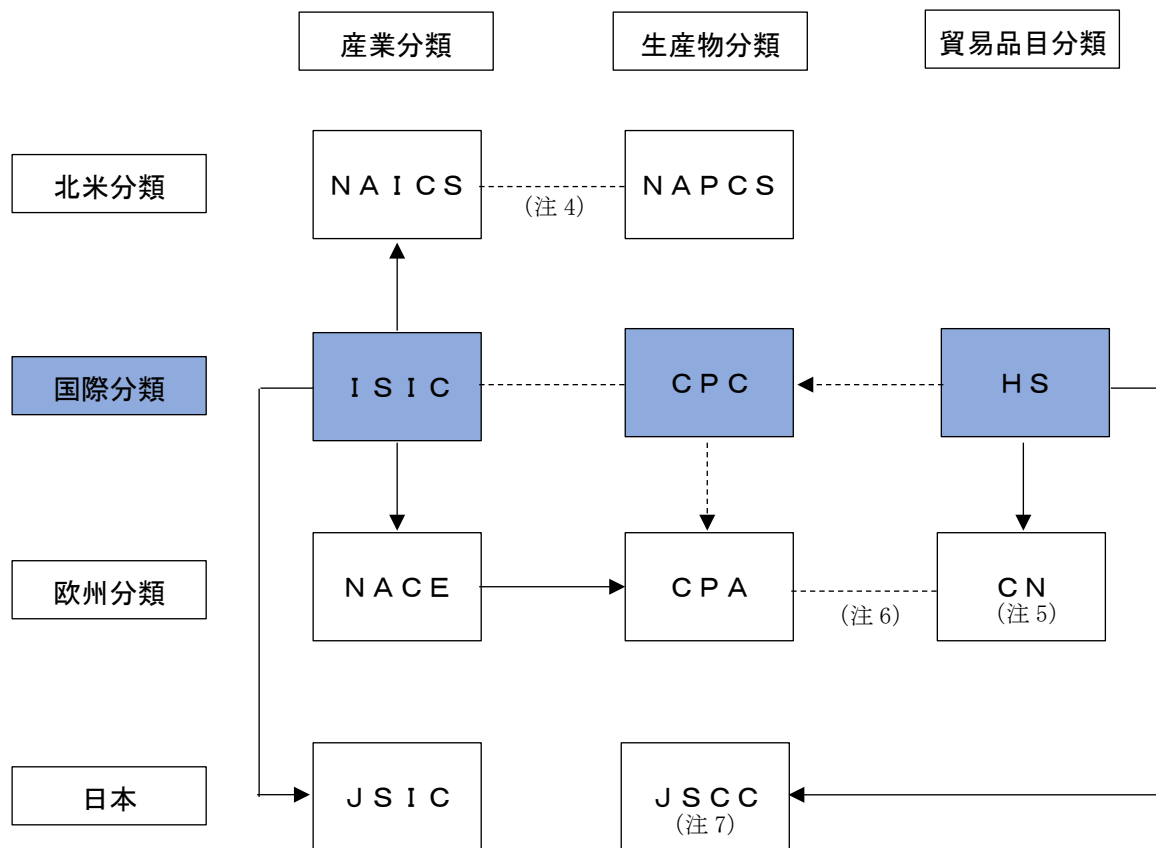 産業分類
生産物分類
貿易品目分類
北米分類
ＮＡＩＣＳ
（注 4）
ＮＡＰＣＳ
国際分類
ＩＳＩＣ
ＣＰＣ
ＨＳ
欧州分類
ＮＡＣＥ
ＣＰＡ
（注 6）
ＣＮ
（注 5）
日本
ＪＳＩＣ
ＪＳＣＣ
（注 7）